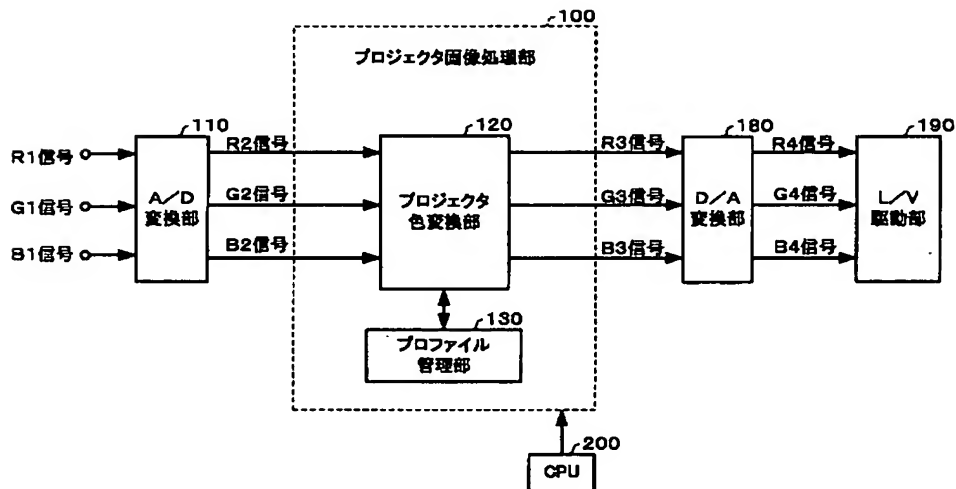 100
プロジェクタ画像処理部
110
120
180
190
R1信号
R2信号
R3信号
R4信号
G1信号
A/D
変換部
G2信号
プロジェクタ
色変換部
G3信号
D/A
変換部
G4信号
L/V
駆動部
B1信号
B2信号
B3信号
B4信号
130
プロファイル
管理部
200
CPU